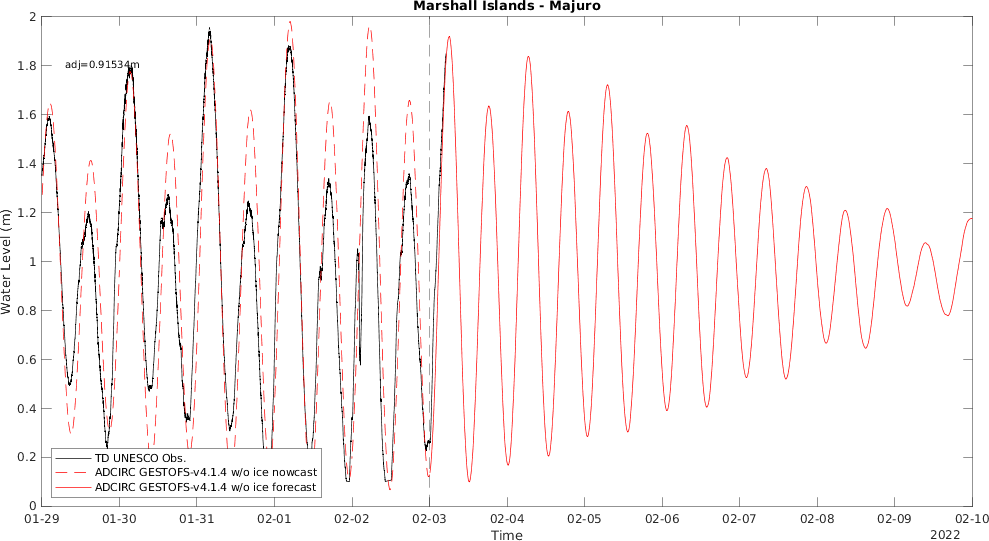 Marshall Islands - Majuro
adj=0.91534m
Water Level (m)
2
1.8
1.6
1.4
1.2
1
0.8
0.6
0.4
0.2
0
TD UNESCO Obs.
ADCIRC GESTOFS-v4.1.4 w/o ice nowcast
ADCIRC GESTOFS-v4.1.4 w/o ice forecast
01-29 01-30 01-31 02-01 02-02 02-03 02-04 02-05 02-06 02-07 02-08 02-09 02-10
Time
2022